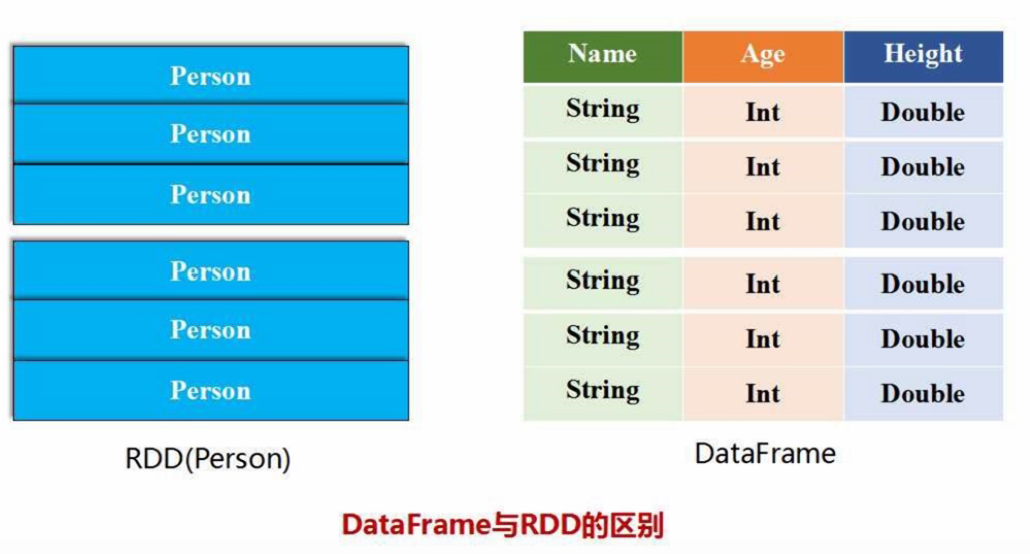 Person
Person
Person
Person
Person
Person
RDD(Person)
Name Age Height
String Int Double
String Int Double
String Int Double
String Int Double
String Int Double
String Int Double
DataFrame
DataFrame与RDD的区别